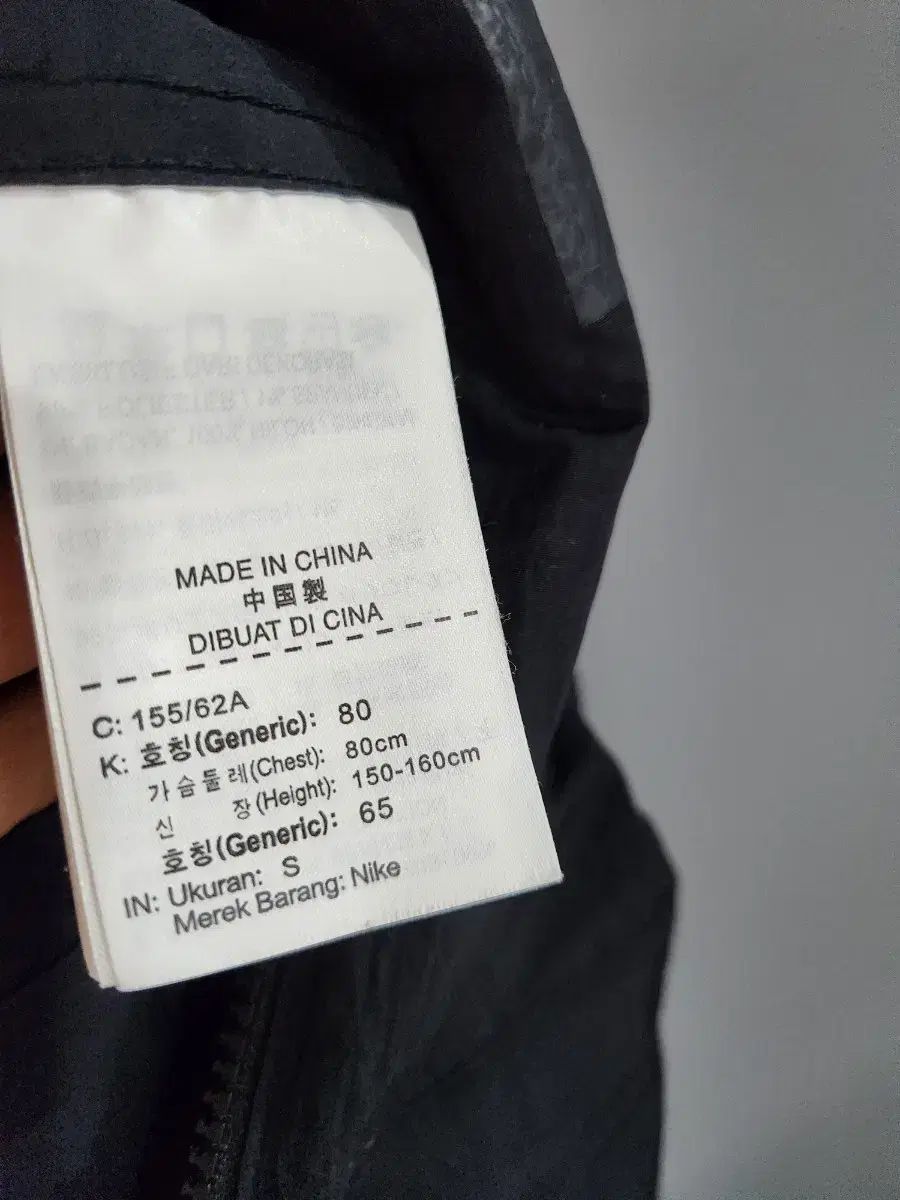 MADE IN CHINA
中国製
DIBUAT DI CINA
C: 155/62A
K: 호칭(Generic): 80
가슴둘레(Chest): 80cm
신 장(Height): 150-160cm
호칭(Generic): 65
IN: Ukuran: S
Merek Barang: Nike